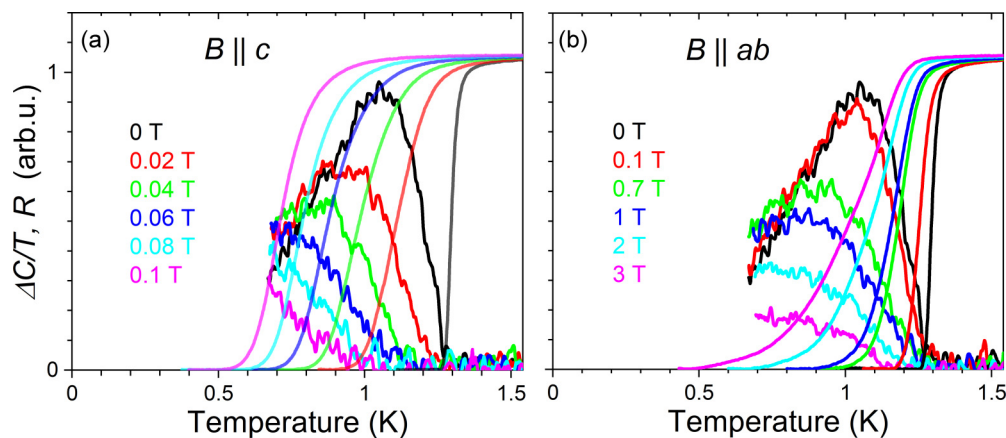 (a)
B || c
1
0 T
0.02 T
0.04 T
0.06 T
0.08 T
0.1 T
0
0 0.5 1 1.5
Temperature (K)
ΔC/T, R (arb.u.)
(b)
B || ab
0 T
0.1 T
0.7 T
1 T
2 T
3 T
0 0.5 1 1.5
Temperature (K)